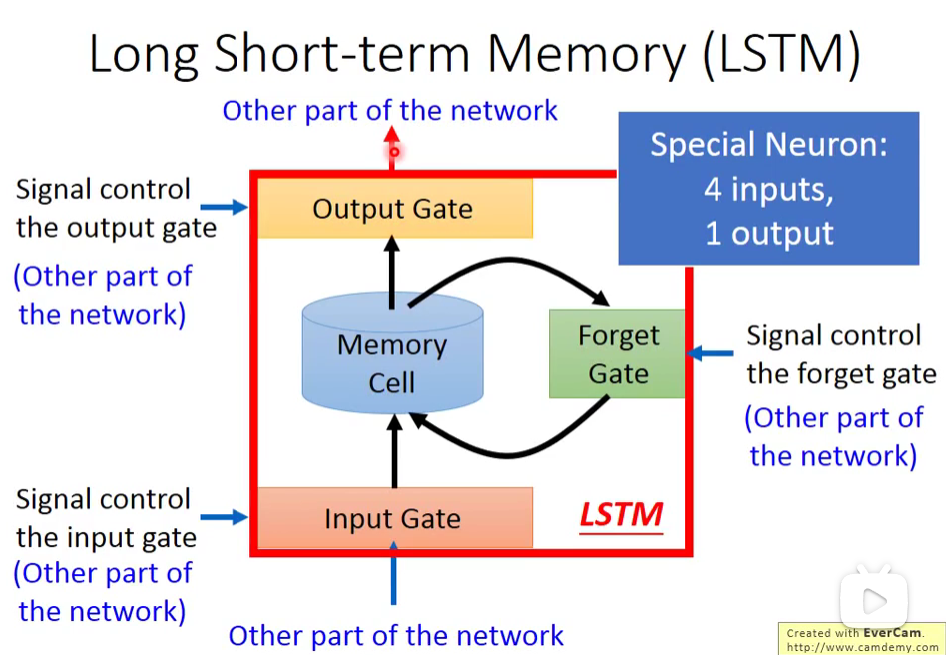 Long Short-term Memory (LSTM)
Other part of the network
Special Neuron:
4 inputs,
1 output
Signal control
the output gate
(Other part of
the network)
Output Gate
Memory
Cell
Forget
Gate
Signal control
the forget gate
(Other part of
the network)
Signal control
the input gate
(Other part of
the network)
Input Gate
LSTM
Other part of the network
Created with EverCam.
http://www.camdemy.com